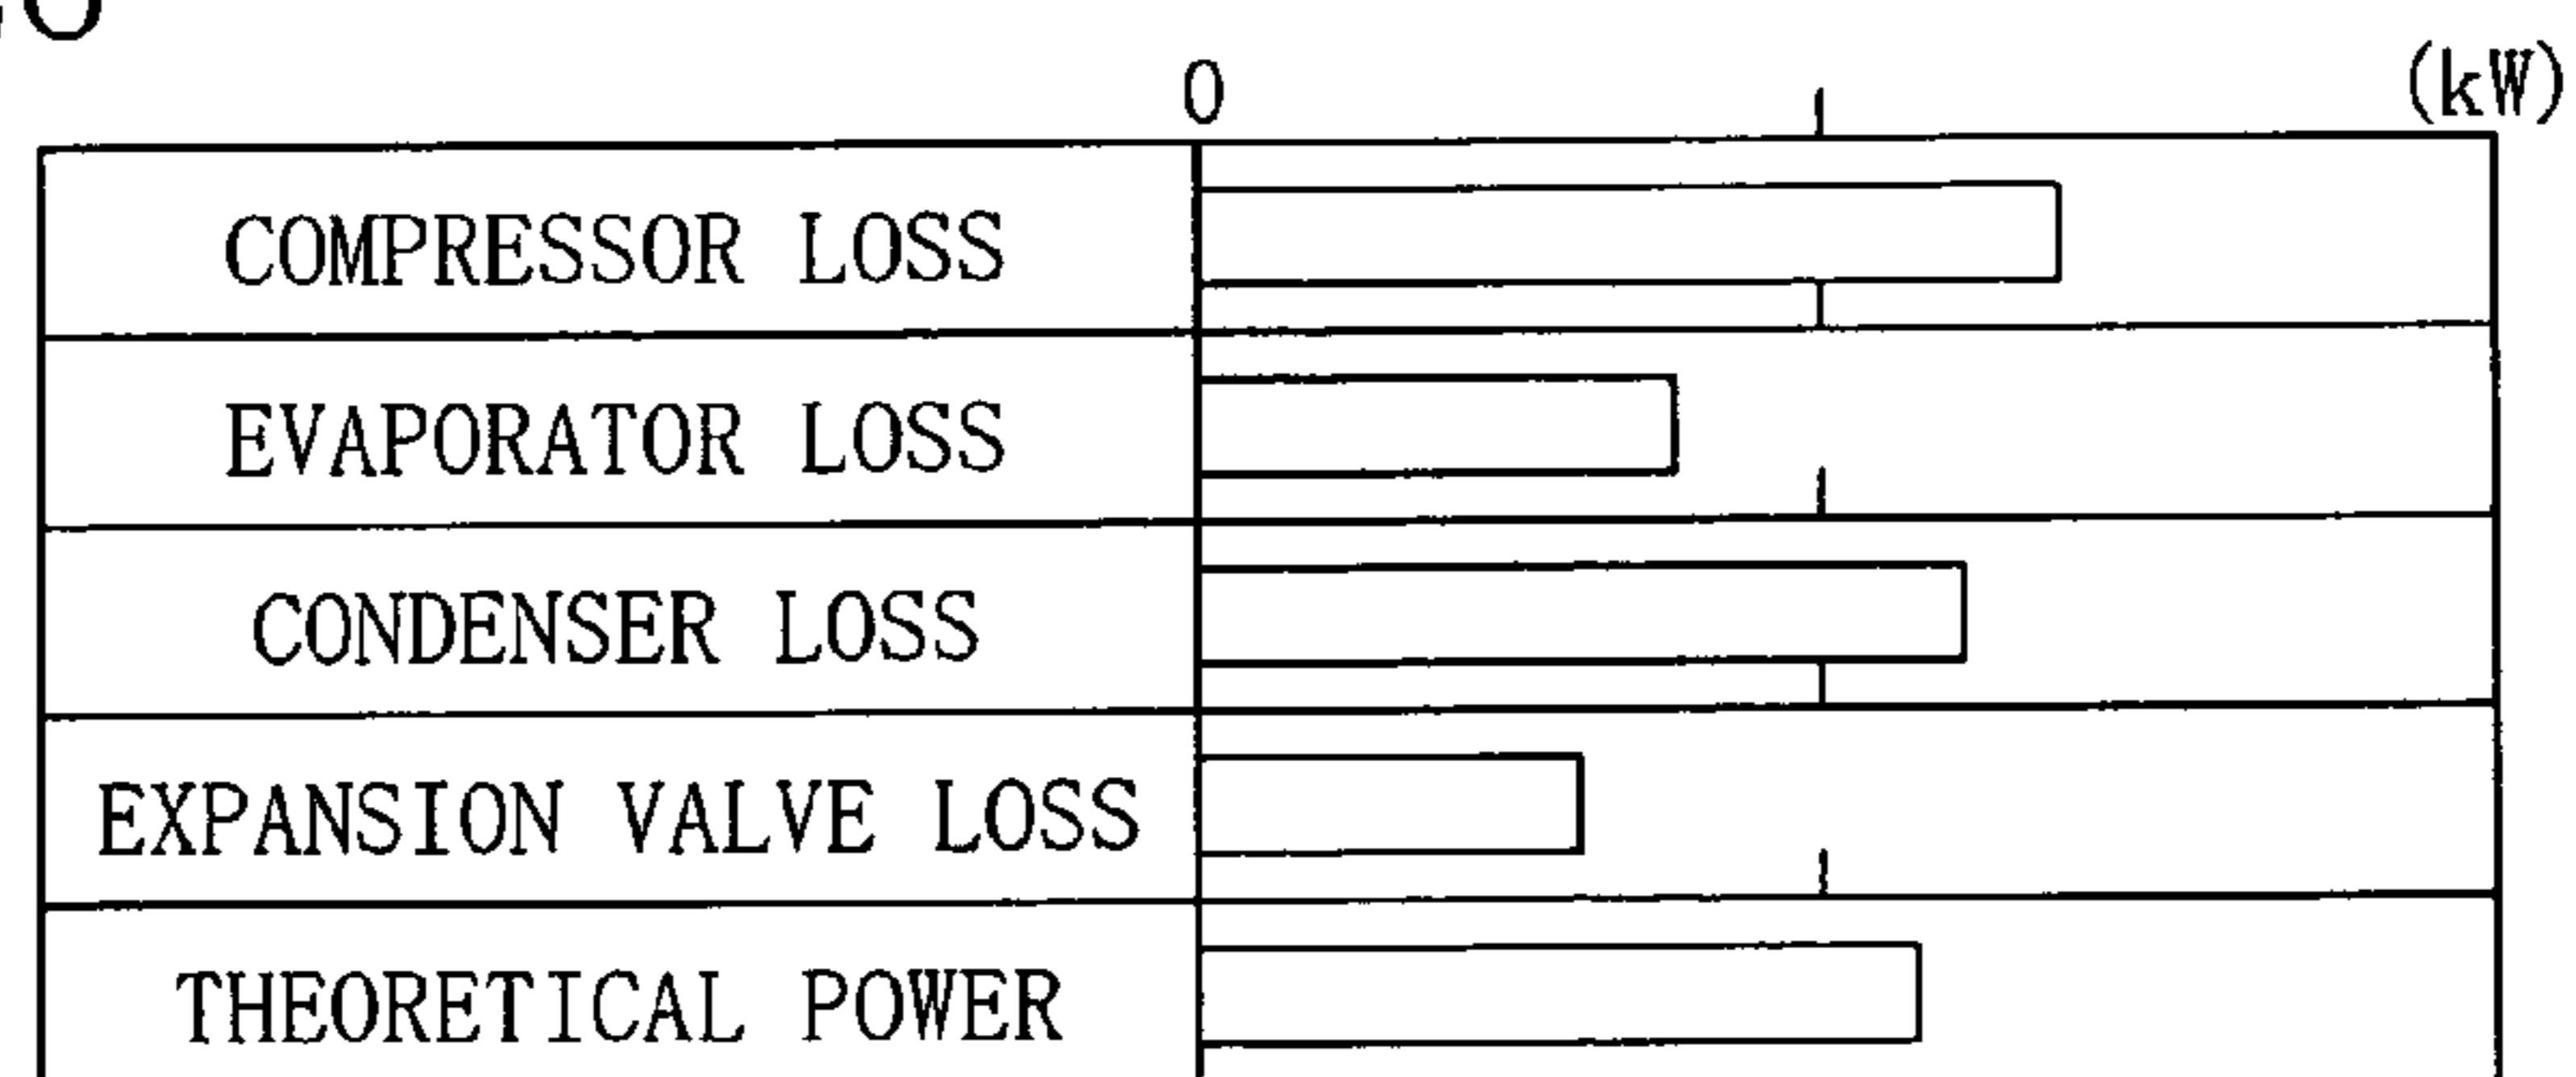 0 (kW)
COMPRESSOR LOSS
EVAPORATOR LOSS
CONDENSER LOSS
EXPANSION VALVE LOSS
THEORETICAL POWER